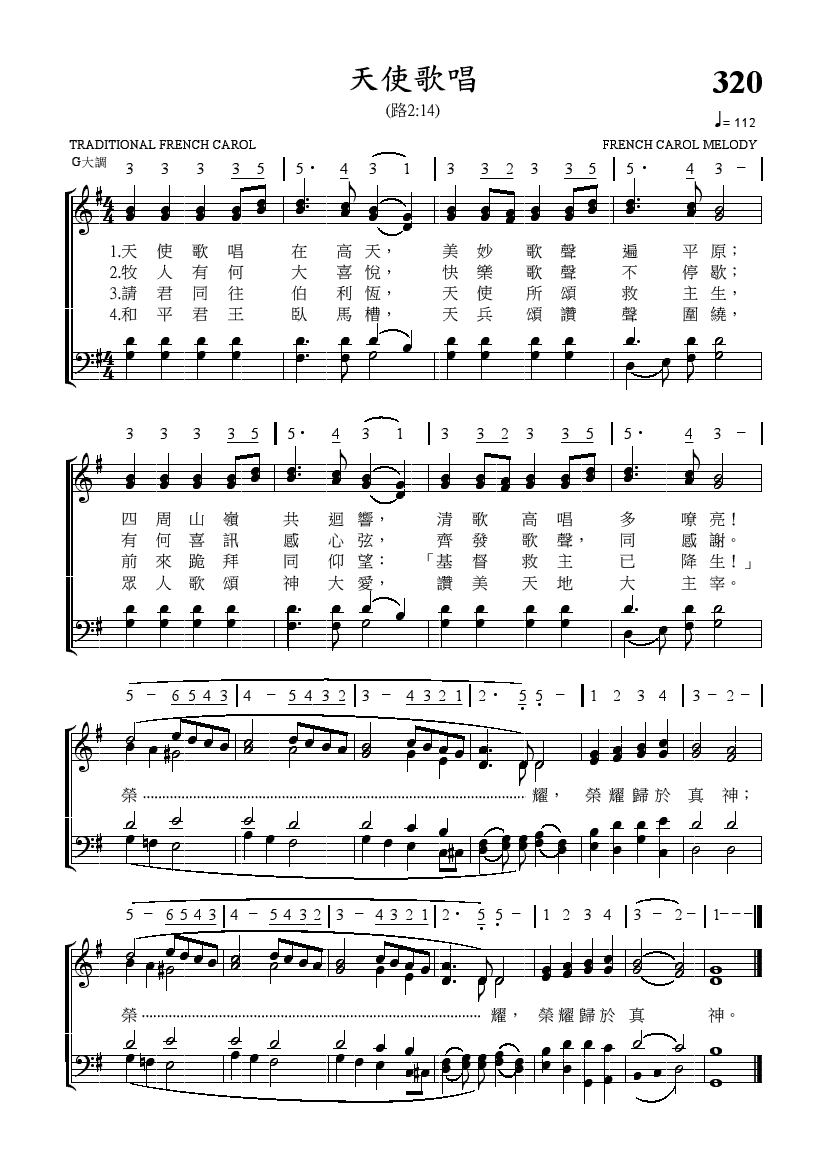 天使歌唱
320
(路2:14)
♩= 112
TRADITIONAL FRENCH CAROL
FRENCH CAROL MELODY
G大調
3 3 3 3 5 | 5· 4 3 1 | 3 3 2 3 3 5 | 5· 4 3 – |
1.天使歌唱在高天，美妙歌聲遍平原；
2.牧人有何大喜悅，快樂歌聲不停歇；
3.請君同往伯利恆，天使所頌救主生，
4.和平君王臥馬槽，天兵頌讚聲圍繞，
3 3 3 3 5 | 5· 4 3 1 | 3 3 2 3 3 5 | 5· 4 3 – |
四周山嶺共迴響，清歌高唱多嘹亮！
有何喜訊感心弦，齊發歌聲，同感謝。
前來跪拜同仰望：「基督救主已降生！」
眾人歌頌神大愛，讚美天地大主宰。
5 – 6 5 4 3 | 4 – 5 4 3 2 | 3 – 4 3 2 1 | 2· 5 5 – | 1 2 3 4 | 3 – 2 – |
榮………………………………耀，榮耀歸於真神；
5 – 6 5 4 3 | 4 – 5 4 3 2 | 3 – 4 3 2 1 | 2· 5 5 – | 1 2 3 4 | 3 – 2 – | 1 – – – ‖
榮………………………………耀，榮耀歸於真神。